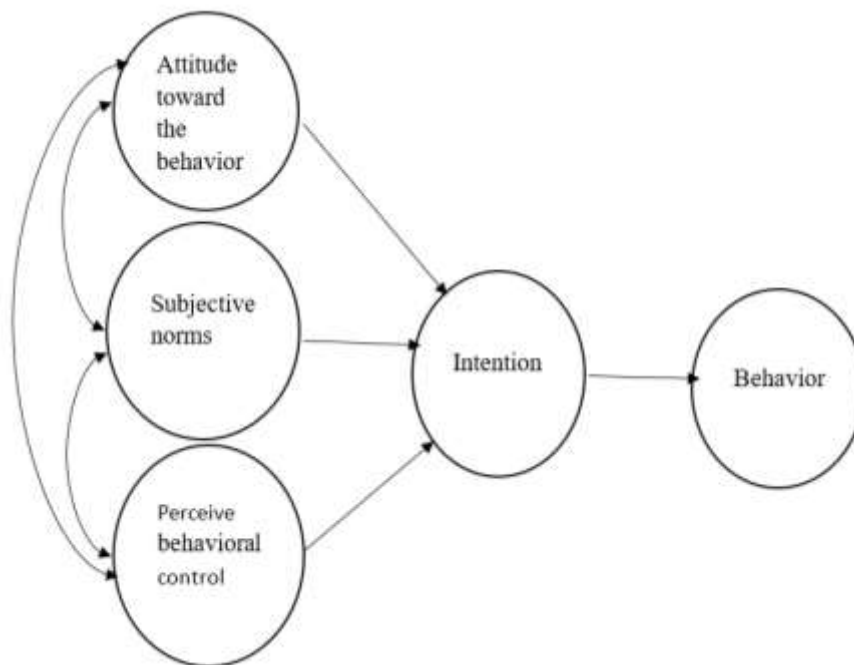 Attitude
toward
the
behavior
Subjective
norms
Perceive
behavioral
control
Intention
Behavior